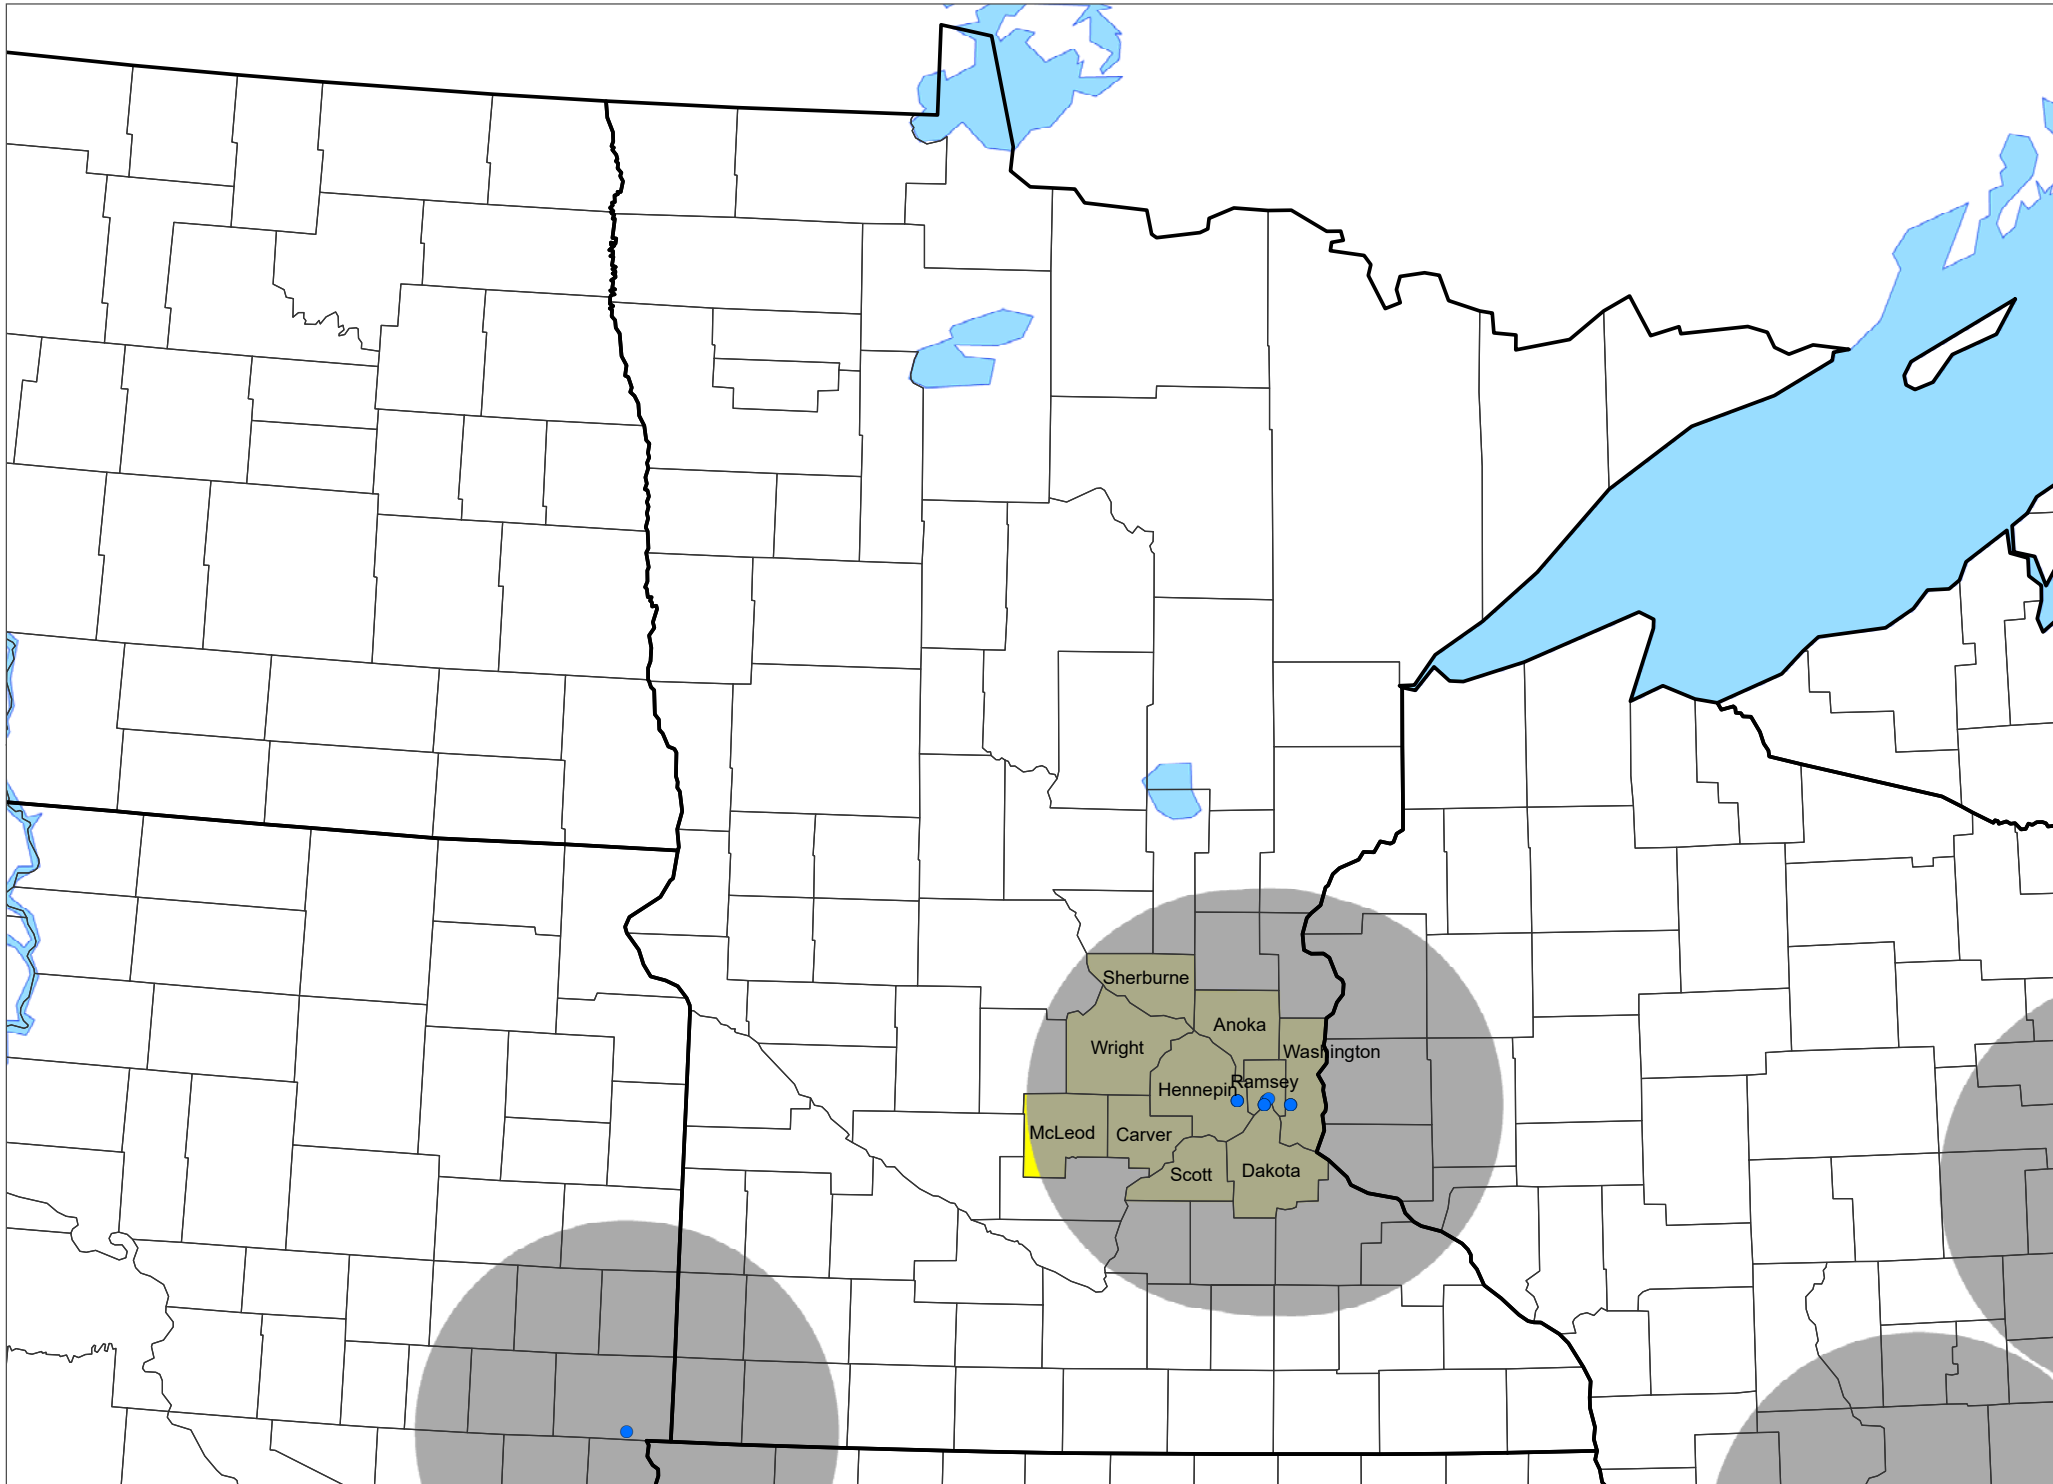 Sherburne
Anoka
Wright
Washington
Ramsey
Hennepin
McLeod
Carver
Scott
Dakota